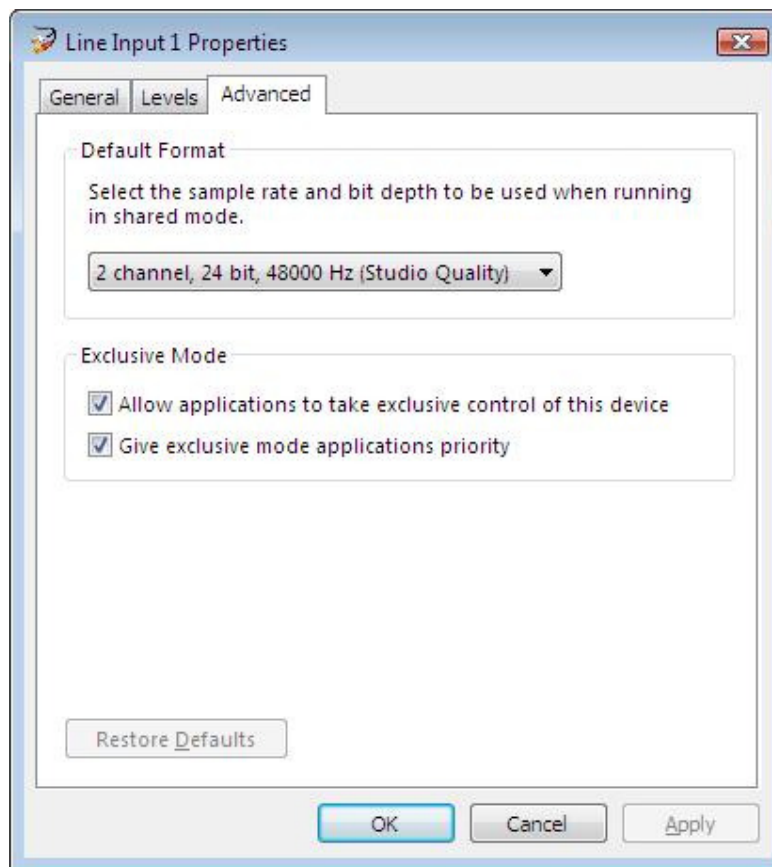 Line Input 1 Properties
General Levels Advanced
Default Format
Select the sample rate and bit depth to be used when running
in shared mode.
2 channel, 24 bit, 48000 Hz (Studio Quality)
Exclusive Mode
Allow applications to take exclusive control of this device
Give exclusive mode applications priority
Restore Defaults
OK Cancel Apply